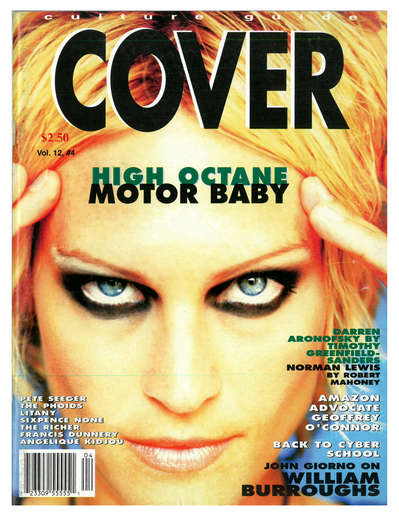 culture guide
COVER
$2.50
Vol. 12, #4
HIGH OCTANE
MOTOR BABY
DARREN
ARONOFSKY BY
TIMOTHY
GREENFIELD-
SANDERS
NORMAN LEWIS
BY ROBERT
MAHONEY
AMAZON
ADVOCATE
GEOFFREY
O'CONNOR
BACK TO CYBER
SCHOOL
JOHN GIORNO ON
WILLIAM
BURROUGHS
PETE SEEGER
THE PHOIDS
LITANY
SIXPENCE NONE
THE RICHER
FRANCIS DUNNERY
ANGELIQUE KIDJOU
04
23309 55555